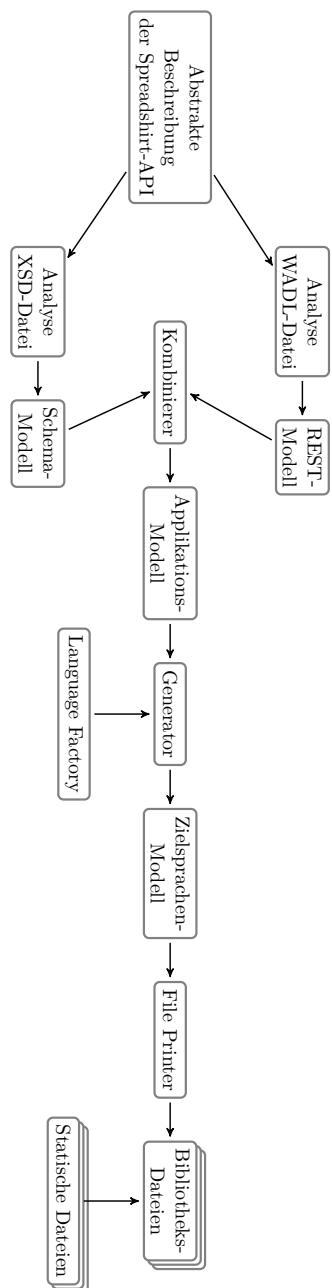 Abstrakte
Beschreibung
der Spreadshirt-API
Analyse
WADL-Datei
REST-
Modell
Analyse
XSD-Datei
Schema-
Modell
Kombinierer
Applikations-
Modell
Generator
Language Factory
Zielsprachen-
Modell
File Printer
Bibliotheks-
Dateien
Statische Dateien